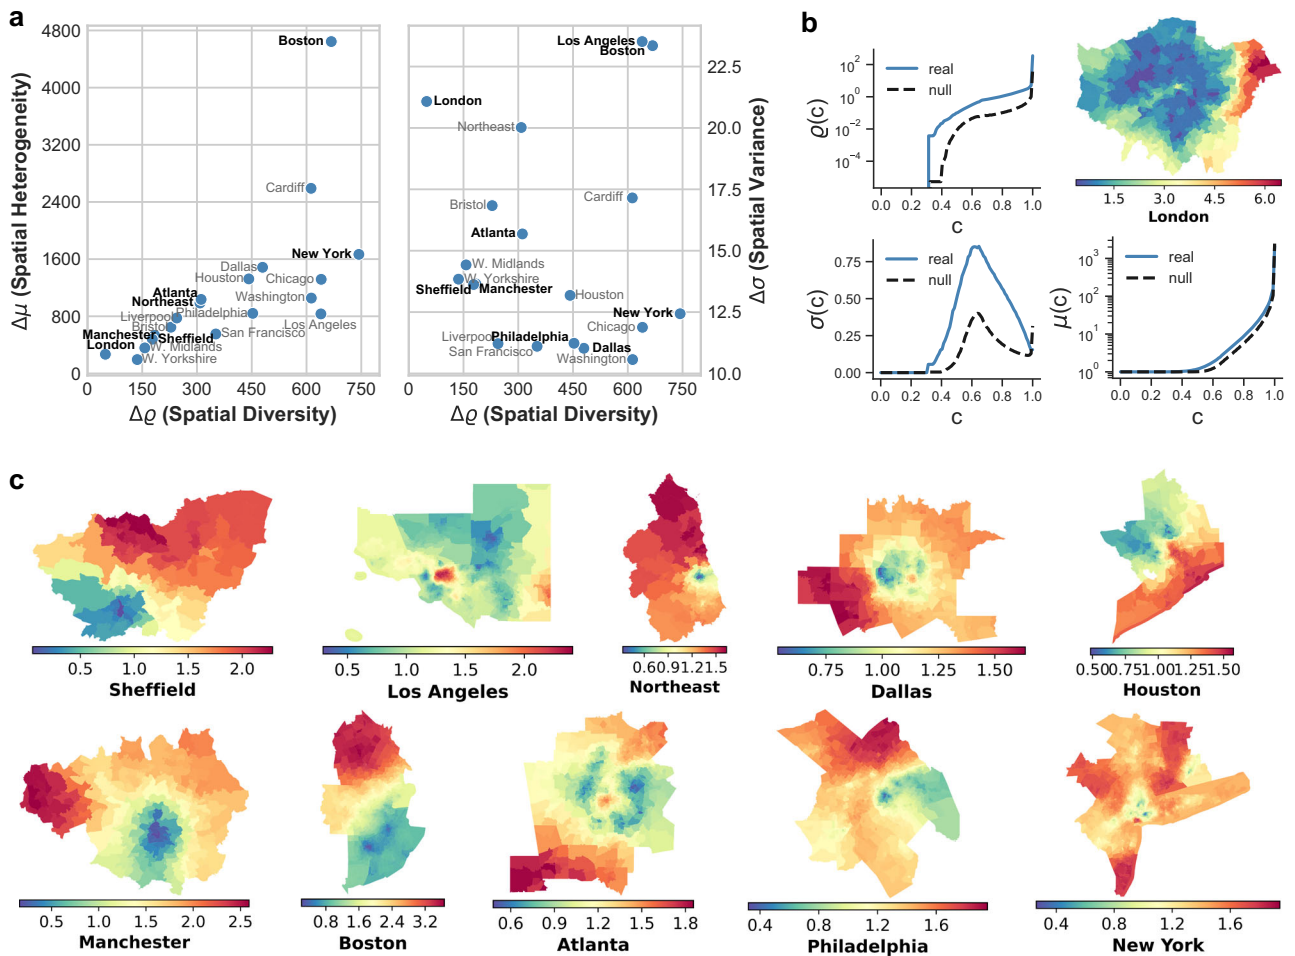 a
4800
4000
3200
2400
1600
800
0
Δμ (Spatial Heterogeneity)
Boston
Cardiff
New York
Dallas
Houston
Chicago
Atlanta
Northeast
Washington
Liverpool
Philadelphia
Los Angeles
Bristol
San Francisco
Manchester
Sheffield
London
W. Midlands
W. Yorkshire
0 150 300 450 600 750
Δϱ (Spatial Diversity)
Los Angeles
Boston
London
Northeast
Cardiff
Bristol
Atlanta
W. Midlands
W. Yorkshire
Sheffield
Manchester
Houston
New York
Chicago
Liverpool
Philadelphia
San Francisco
Dallas
Washington
22.5
20.0
17.5
15.0
12.5
10.0
Δσ (Spatial Variance)
0 150 300 450 600 750
Δϱ (Spatial Diversity)
b
real
null
10²
10⁰
10⁻²
10⁻⁴
ϱ(c)
0.0 0.2 0.4 0.6 0.8 1.0
c
1.5 3.0 4.5 6.0
London
real
null
0.75
0.50
0.25
0.00
σ(c)
0.0 0.2 0.4 0.6 0.8 1.0
c
real
null
10³
10²
10¹
10⁰
μ(c)
0.0 0.2 0.4 0.6 0.8 1.0
c
c
0.5 1.0 1.5 2.0
Sheffield
0.5 1.0 1.5 2.0
Los Angeles
0.60.91.21.5
Northeast
0.75 1.00 1.25 1.50
Dallas
0.500.751.001.251.50
Houston
0.5 1.0 1.5 2.0 2.5
Manchester
0.8 1.6 2.4 3.2
Boston
0.6 0.9 1.2 1.5 1.8
Atlanta
0.4 0.8 1.2 1.6
Philadelphia
0.4 0.8 1.2 1.6
New York